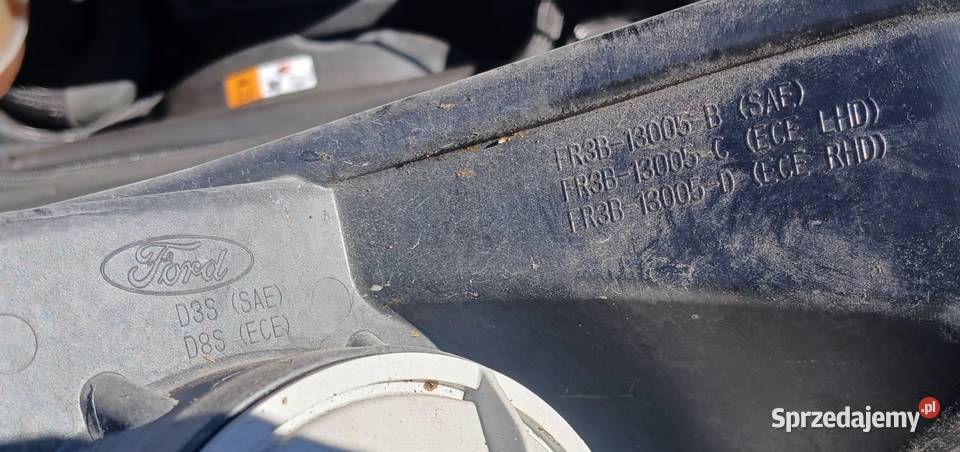 FR3B-13005-B (SAE)
FR3B-13005-C (ECE LHD)
FR3B-13005-D (ECE RHD)
Ford
D3S (SAE)
D8S (ECE)
Sprzedajemy.pl